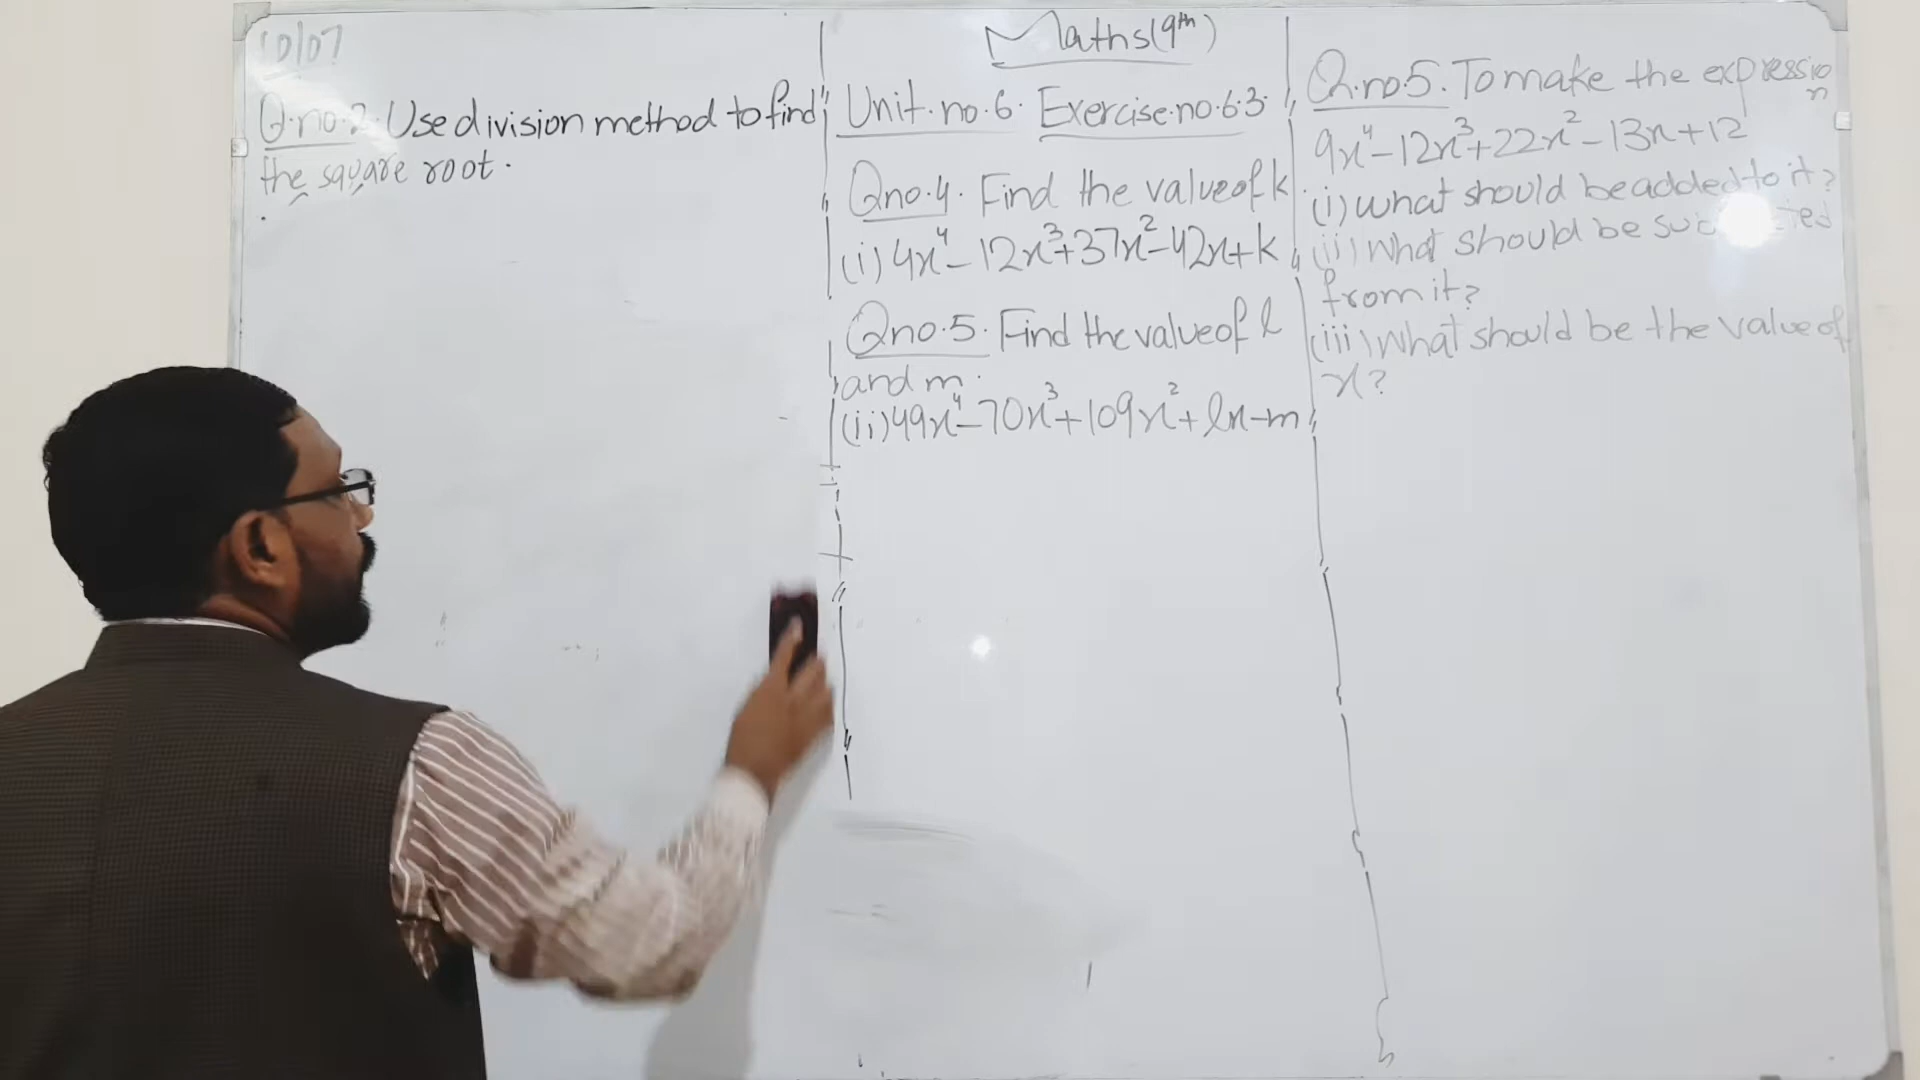 10/07
Q.no.2. Use division method to find
the square root.
Maths(9th)
Unit.no.6. Exercise.no.6.3.
Qno.4. Find the value of k.
(i) 4x⁴-12x³+37x²-42x+k
Qno.5. Find the value of l
and m.
(ii) 49x⁴-70x³+109x²+lx-m
Q.no.5. To make the expression
9x⁴-12x³+22x²-13x+12
(i) What should be added to it?
(ii) What should be
from it?
(iii) What should be the value of
x?